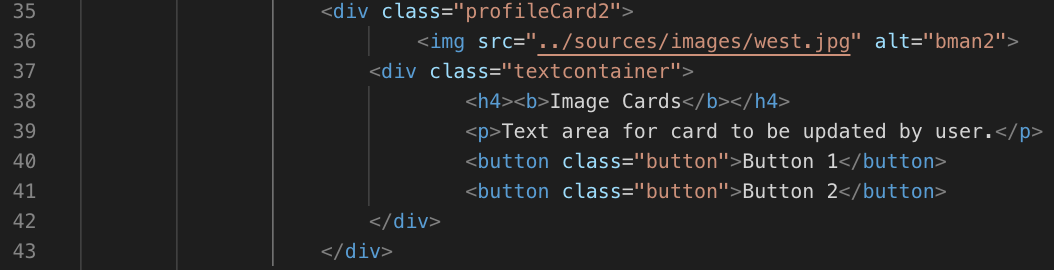 35 <div class="profileCard2">
36 <img src="../sources/images/west.jpg" alt="bman2">
37 <div class="textcontainer">
38 <h4><b>Image Cards</b></h4>
39 <p>Text area for card to be updated by user.</p>
40 <button class="button">Button 1</button>
41 <button class="button">Button 2</button>
42 </div>
43 </div>